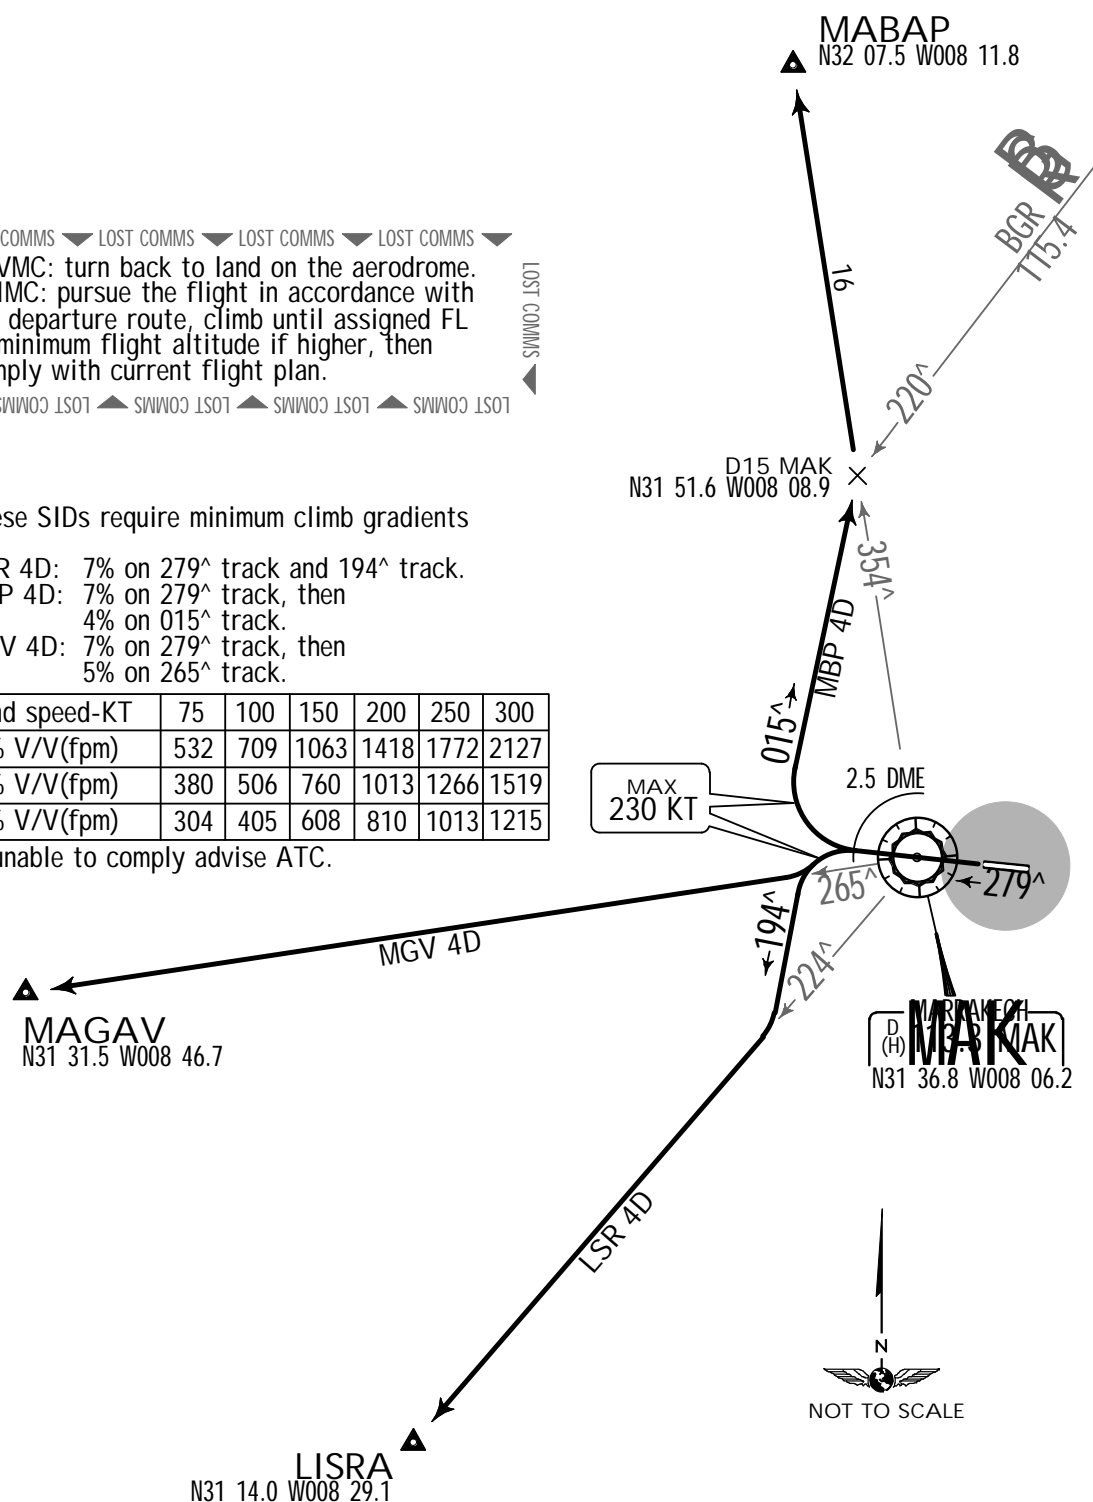 MABAP
N32 07.5 W008 11.8
BGR
115.4
COMMS LOST COMMS LOST COMMS LOST COMMS
VMC: turn back to land on the aerodrome.
IMC: pursue the flight in accordance with
departure route, climb until assigned FL
minimum flight altitude if higher, then
mply with current flight plan.
LOST COMMS
LOST COMMS LOST COMMS LOST COMMS LOST COMMS
16
220^
D15 MAK
N31 51.6 W008 08.9
354^
ese SIDs require minimum climb gradients
R 4D: 7% on 279^ track and 194^ track.
P 4D: 7% on 279^ track, then
4% on 015^ track.
V 4D: 7% on 279^ track, then
5% on 265^ track.
nd speed-KT 75 100 150 200 250 300
% V/V(fpm) 532 709 1063 1418 1772 2127
% V/V(fpm) 380 506 760 1013 1266 1519
% V/V(fpm) 304 405 608 810 1013 1215
unable to comply advise ATC.
MBP 4D
015^
MAX
230 KT
2.5 DME
265^
279^
194^
224^
MGV 4D
MAGAV
N31 31.5 W008 46.7
MARRAKECH
D
(H) 113.3 MAK
MAK
N31 36.8 W008 06.2
LSR 4D
N
NOT TO SCALE
LISRA
N31 14.0 W008 29.1